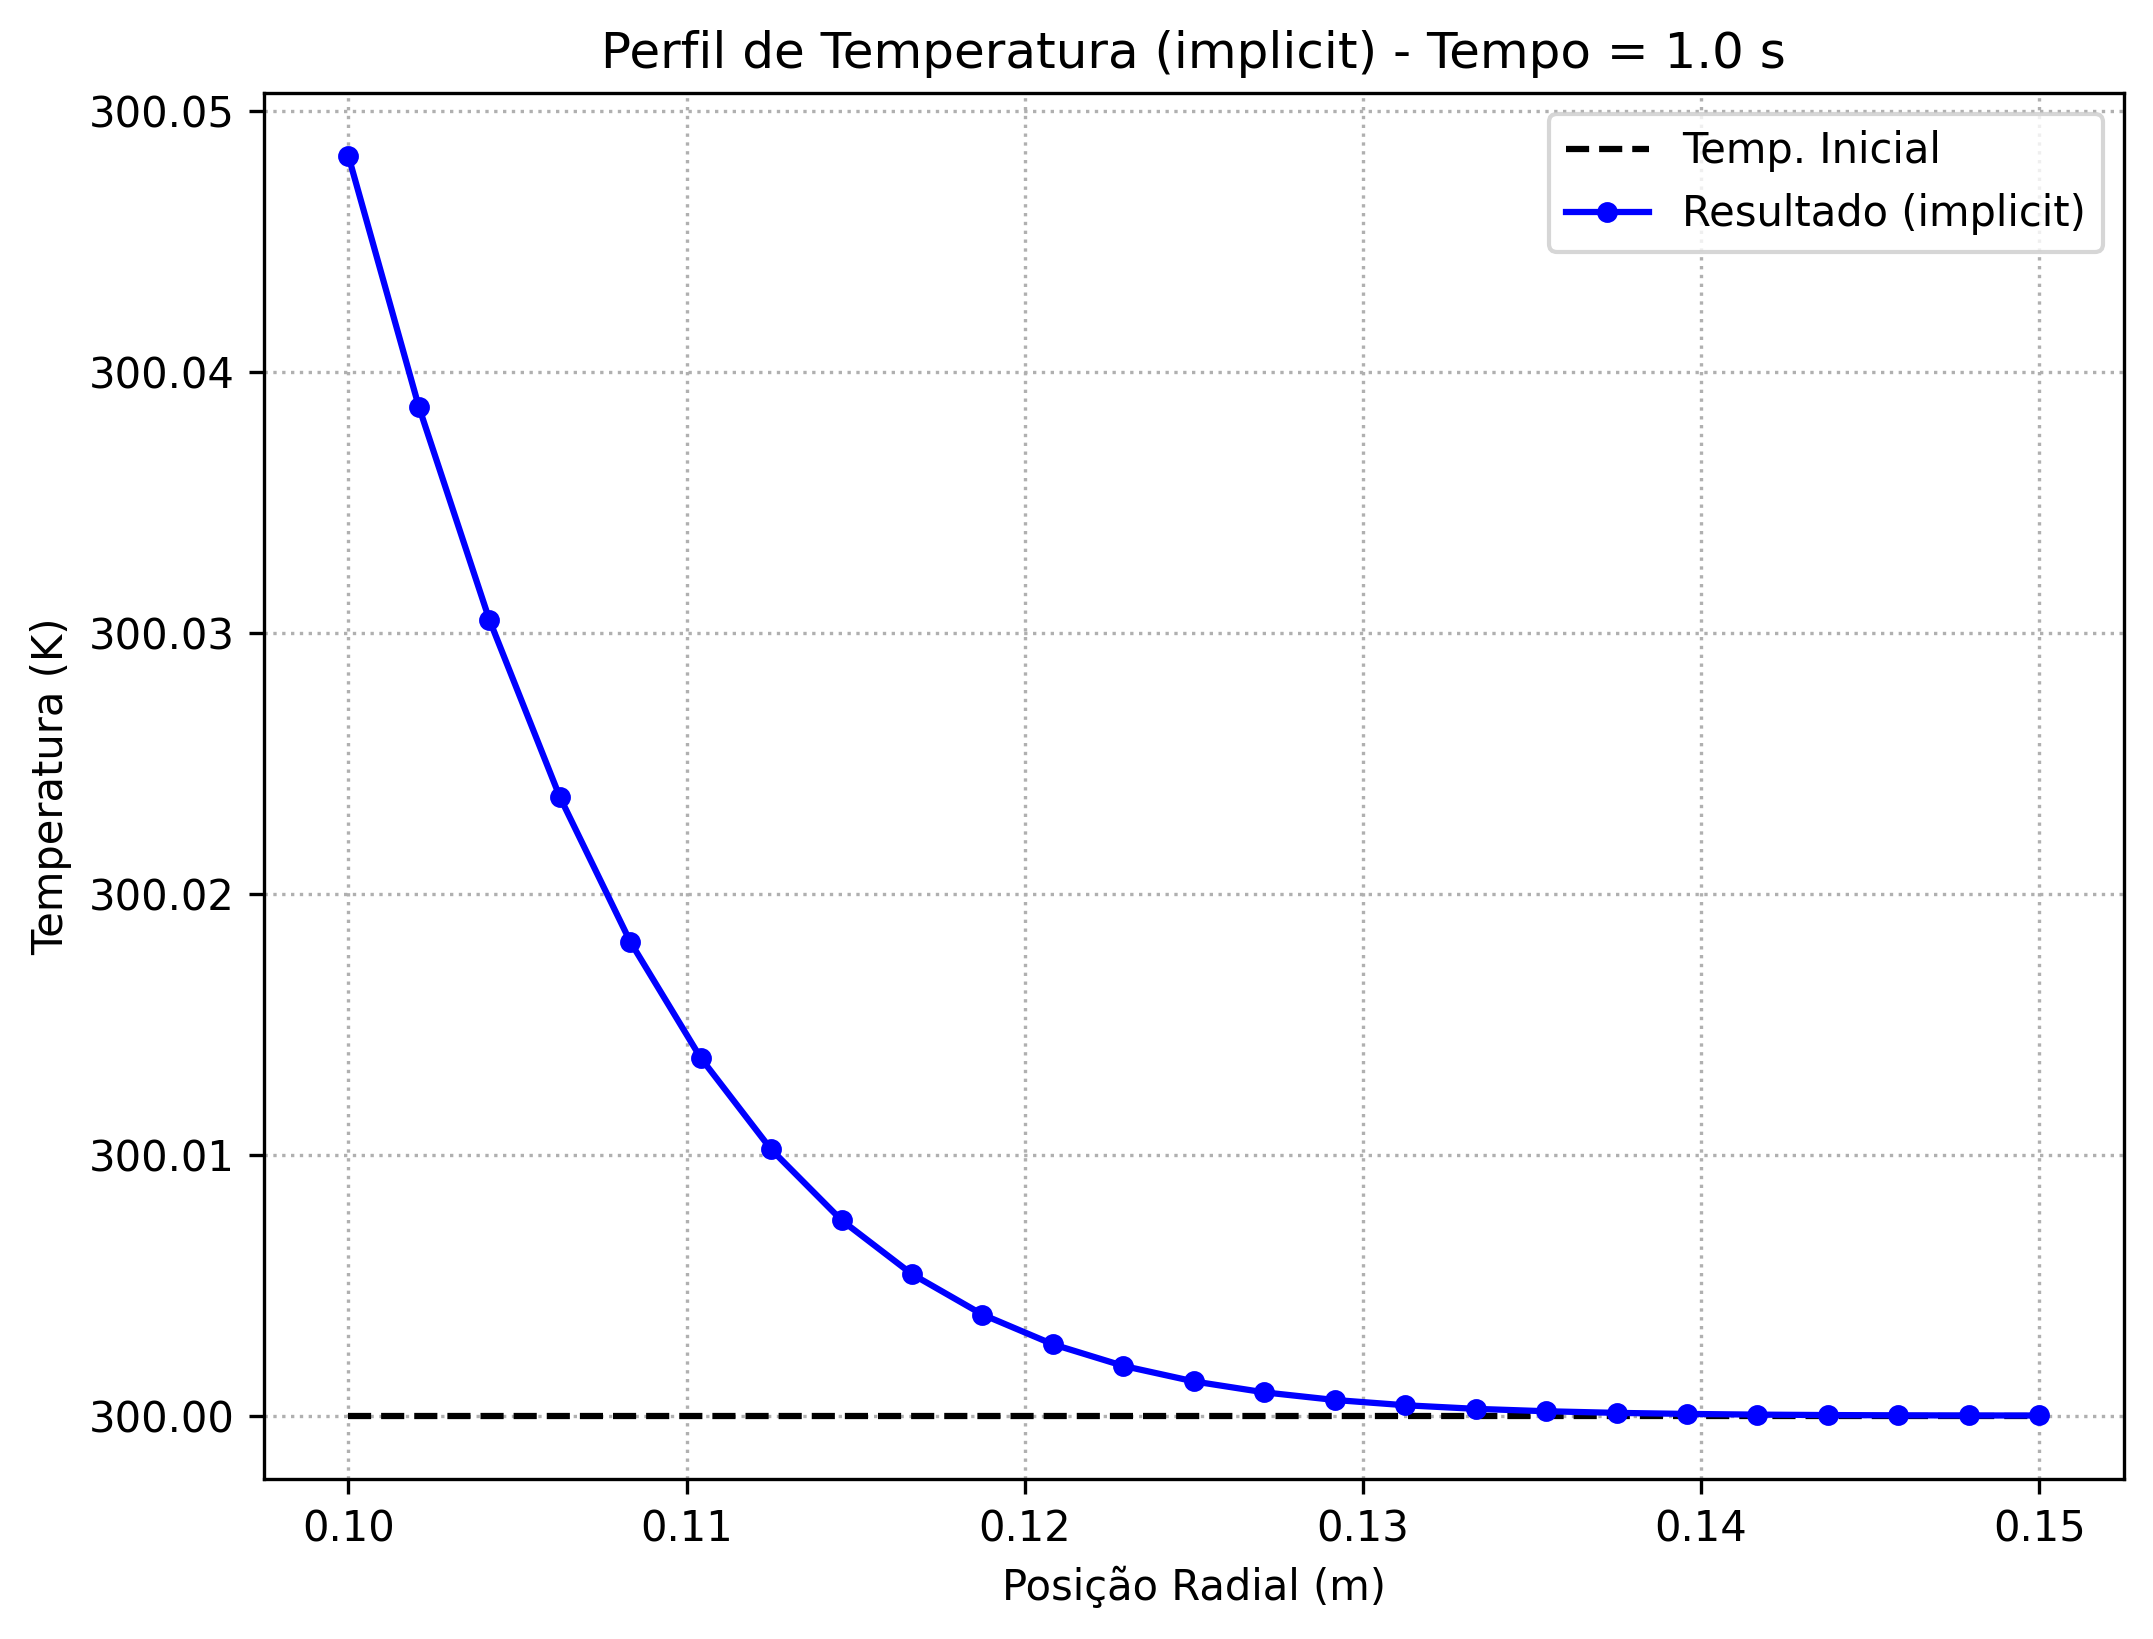 Perfil de Temperatura (implicit) - Tempo = 1.0 s
Temp. Inicial
Resultado (implicit)
Temperatura (K)
300.05
300.04
300.03
300.02
300.01
300.00
0.10 0.11 0.12 0.13 0.14 0.15
Posição Radial (m)